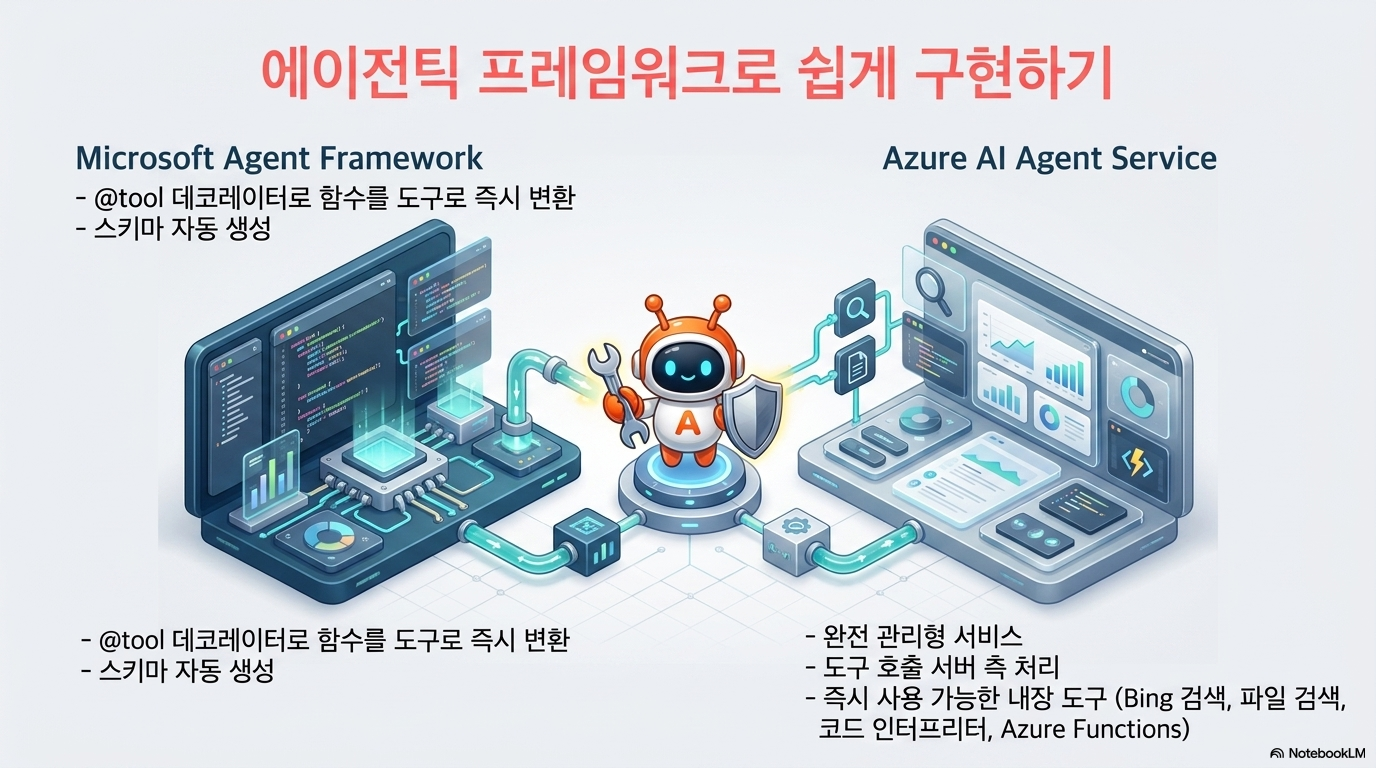 에이전틱 프레임워크로 쉽게 구현하기
Microsoft Agent Framework
- @tool 데코레이터로 함수를 도구로 즉시 변환
- 스키마 자동 생성
Azure AI Agent Service
A
- @tool 데코레이터로 함수를 도구로 즉시 변환
- 스키마 자동 생성
- 완전 관리형 서비스
- 도구 호출 서버 측 처리
- 즉시 사용 가능한 내장 도구 (Bing 검색, 파일 검색,
코드 인터프리터, Azure Functions)
NotebookLM